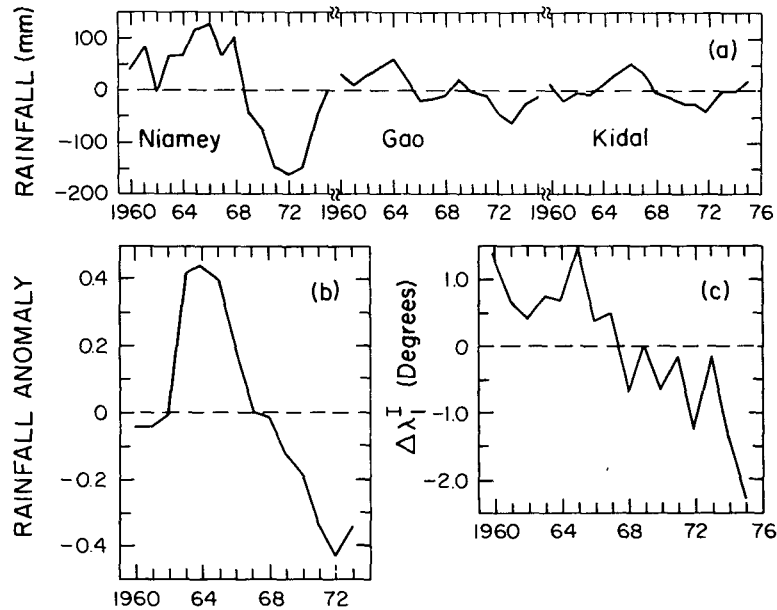 RAINFALL (mm)
100
0
-100
-200
(a)
Niamey
Gao
Kidal
1960 64 68 72 1960 64 68 72 1960 64 68 72 76
RAINFALL ANOMALY
0.4
0.2
0
-0.2
-0.4
(b)
1960 64 68 72
Δλ₁ᴵ (Degrees)
1.0
0
-1.0
-2.0
(c)
1960 64 68 72 76